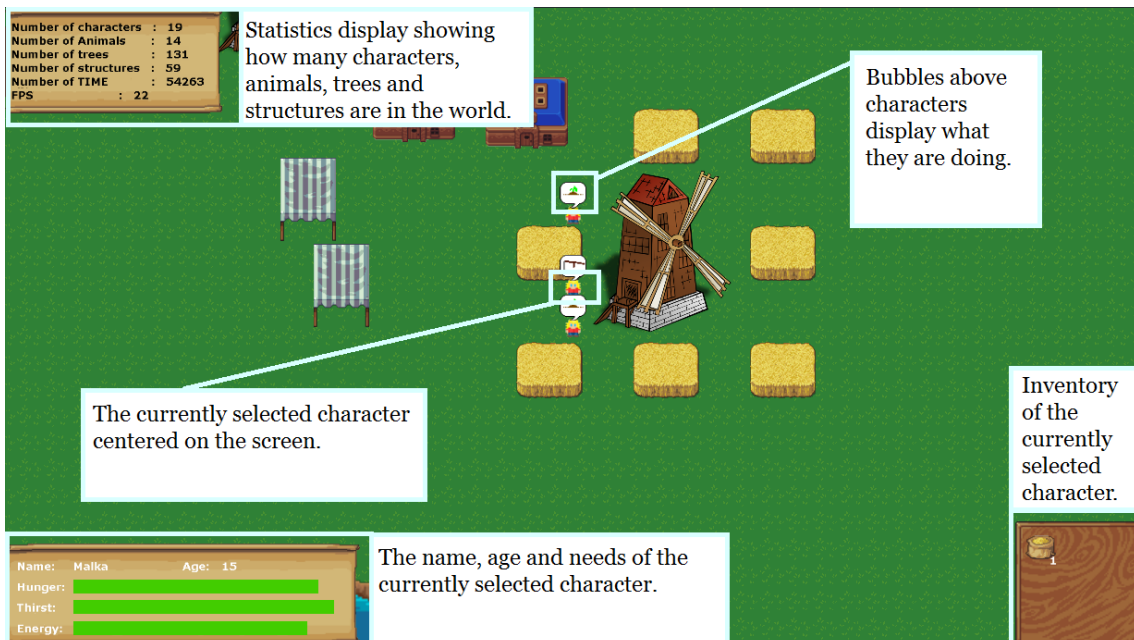 Number of characters : 19
Number of Animals : 14
Number of trees : 131
Number of structures : 59
Number of TIME : 54263
FPS : 22
Statistics display showing
how many characters,
animals, trees and
structures are in the world.
Bubbles above
characters
display what
they are doing.
The currently selected character
centered on the screen.
Inventory
of the
currently
selected
character.
1
Name: Malka Age: 15
Hunger:
Thirst:
Energy:
The name, age and needs of the
currently selected character.